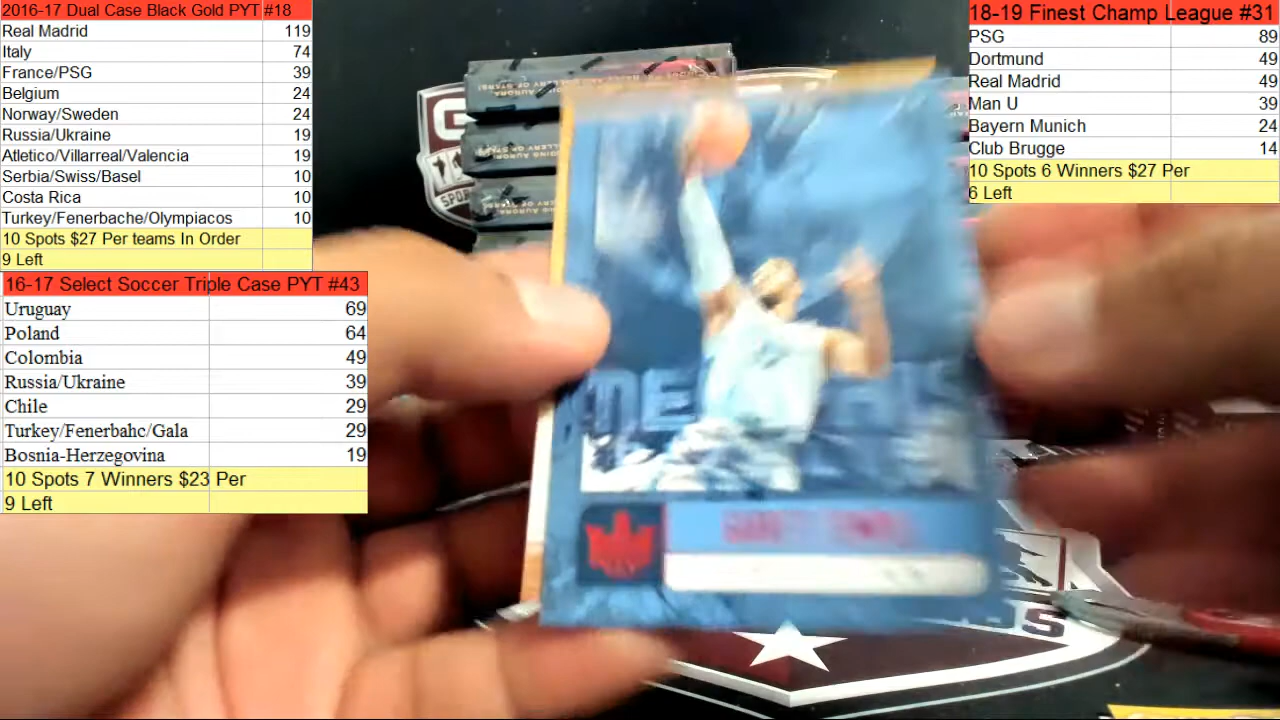 2016-17 Dual Case Black Gold PYT #18
Real Madrid 119
Italy 74
France/PSG 39
Belgium 24
Norway/Sweden 24
Russia/Ukraine 19
Atletico/Villarreal/Valencia 19
Serbia/Swiss/Basel 10
Costa Rica 10
Turkey/Fenerbache/Olympiacos 10
10 Spots $27 Per teams In Order
9 Left
16-17 Select Soccer Triple Case PYT #43
Uruguay 69
Poland 64
Colombia 49
Russia/Ukraine 39
Chile 29
Turkey/Fenerbahc/Gala 29
Bosnia-Herzegovina 19
10 Spots 7 Winners $23 Per
9 Left
18-19 Finest Champ League #31
PSG 89
Dortmund 49
Real Madrid 49
Man U 39
Bayern Munich 24
Club Brugge 14
10 Spots 6 Winners $27 Per
6 Left